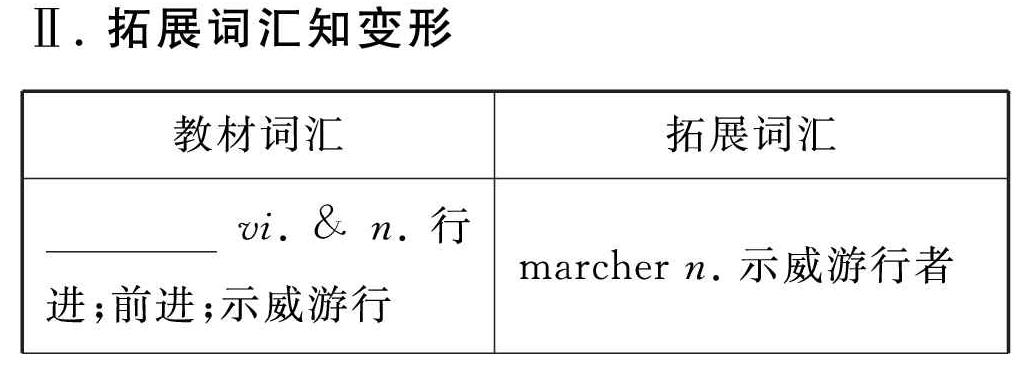 Ⅱ. 拓展词汇知变形
教材词汇
拓展词汇
________ vi. & n. 行
进;前进;示威游行
marcher n. 示威游行者